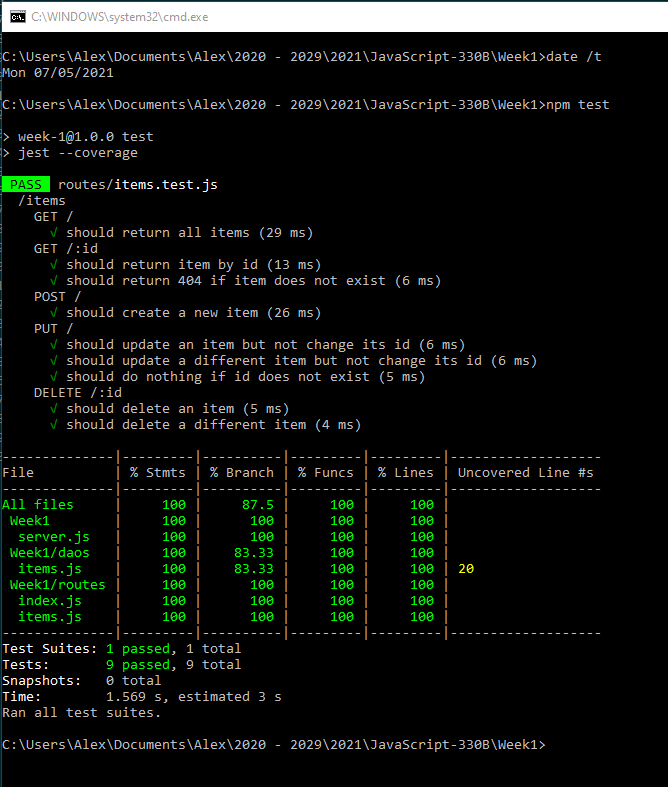 C:\WINDOWS\system32\cmd.exe
C:\Users\Alex\Documents\Alex\2020 - 2029\2021\JavaScript-330B\Week1>date /t
Mon 07/05/2021
C:\Users\Alex\Documents\Alex\2020 - 2029\2021\JavaScript-330B\Week1>npm test
> week-1@1.0.0 test
> jest --coverage
PASS routes/items.test.js
  /items
    GET /
      √ should return all items (29 ms)
    GET /:id
      √ should return item by id (13 ms)
      √ should return 404 if item does not exist (6 ms)
    POST /
      √ should create a new item (26 ms)
    PUT /
      √ should update an item but not change its id (6 ms)
      √ should update a different item but not change its id (6 ms)
      √ should do nothing if id does not exist (5 ms)
    DELETE /:id
      √ should delete an item (5 ms)
      √ should delete a different item (4 ms)
--------------|---------|----------|---------|---------|-------------------
File          | % Stmts | % Branch | % Funcs | % Lines | Uncovered Line #s
--------------|---------|----------|---------|---------|-------------------
All files     |     100 |     87.5 |     100 |     100 |
 Week1        |     100 |      100 |     100 |     100 |
  server.js   |     100 |      100 |     100 |     100 |
 Week1/daos   |     100 |    83.33 |     100 |     100 |
  items.js    |     100 |    83.33 |     100 |     100 | 20
 Week1/routes |     100 |      100 |     100 |     100 |
  index.js    |     100 |      100 |     100 |     100 |
  items.js    |     100 |      100 |     100 |     100 |
--------------|---------|----------|---------|---------|-------------------
Test Suites: 1 passed, 1 total
Tests:       9 passed, 9 total
Snapshots:   0 total
Time:        1.569 s, estimated 3 s
Ran all test suites.
C:\Users\Alex\Documents\Alex\2020 - 2029\2021\JavaScript-330B\Week1>